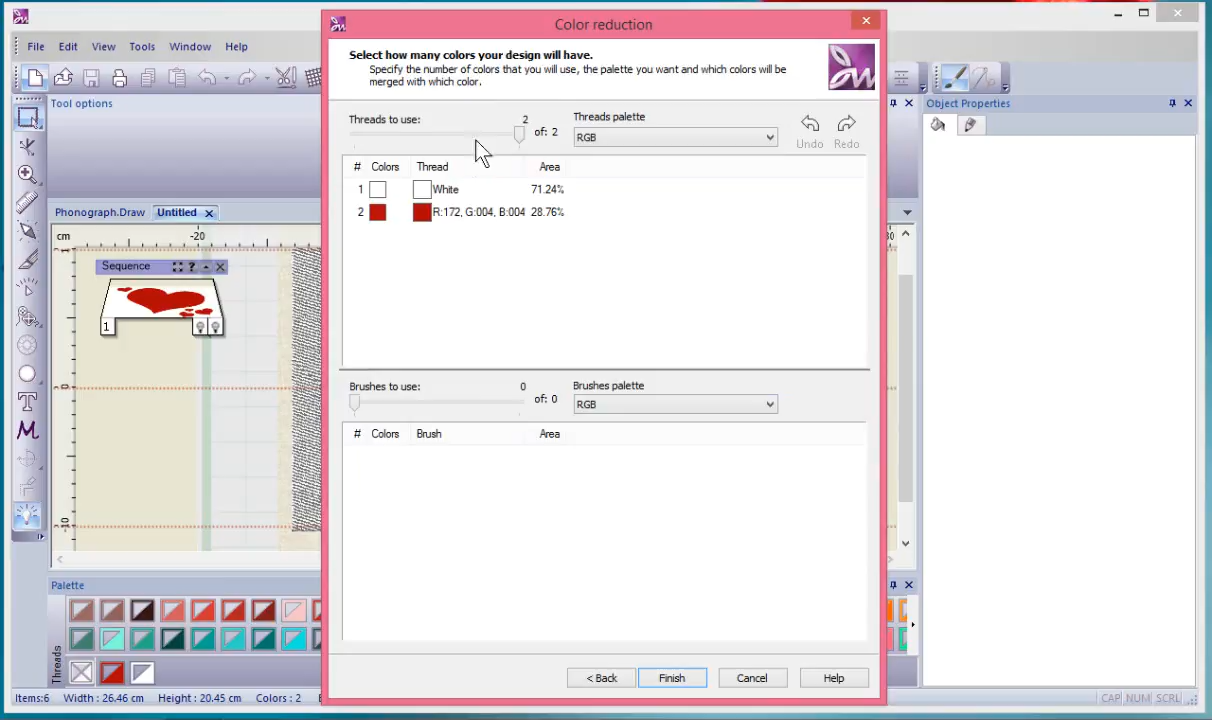 Color reduction
File Edit View Tools Window Help
Select how many colors your design will have.
Specify the number of colors that you will use, the palette you want and which colors will be
merged with which color.
Tool options
Object Properties
Threads to use:
2
of: 2
Threads palette
RGB
Undo
Redo
# Colors Thread Area
1 White 71.24%
2 R:172, G:004, B:004 28.76%
Phonograph.Draw Untitled
cm
-20
Sequence
1
0
-10
Brushes to use:
0
of: 0
Brushes palette
RGB
# Colors Brush Area
Palette
Threads
< Back Finish Cancel Help
Items:6 Width : 26.46 cm Height : 20.45 cm Colors : 2
CAP NUM SCRL